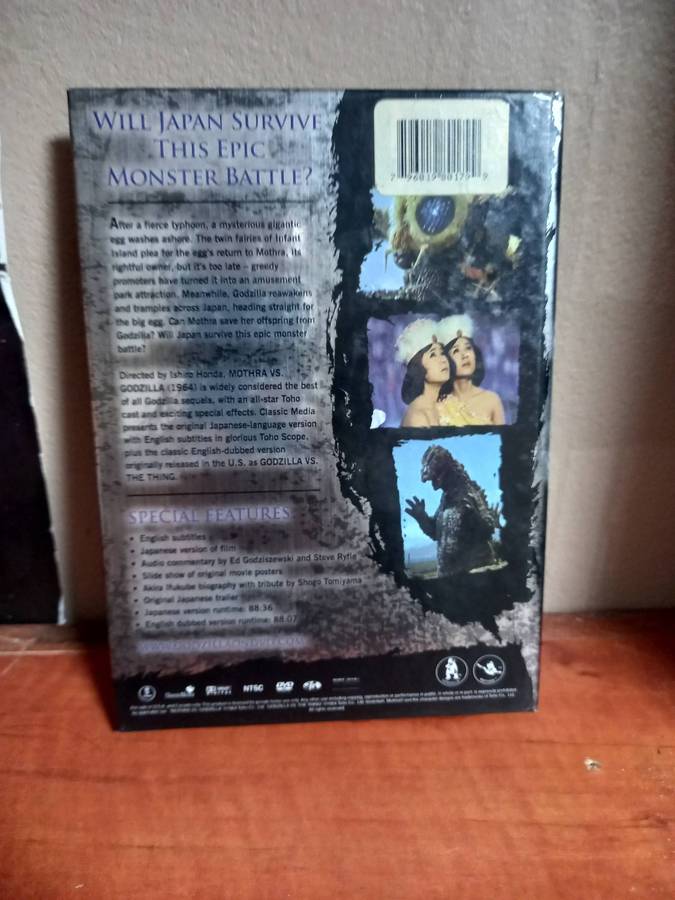 WILL JAPAN SURVIVE
THIS EPIC
MONSTER BATTLE?
After a fierce typhoon, a mysterious gigantic
egg washes ashore. The twin fairies of Infant
Island plea for the egg's return to Mothra, its
rightful owner, but it's too late – greedy
promoters have turned it into an amusement
park attraction. Meanwhile, Godzilla reawakens
and tramples across Japan, heading straight for
the big egg. Can Mothra save her offspring from
Godzilla? Will Japan survive this epic monster
battle?
Directed by Ishiro Honda, MOTHRA VS.
GODZILLA (1964) is widely considered the best
of all Godzilla sequels, with an all-star Toho
cast and exciting special effects. Classic Media
presents the original Japanese-language version
with English subtitles in glorious Toho Scope,
plus the classic English-dubbed version
originally released in the U.S. as GODZILLA VS.
THE THING.
SPECIAL FEATURES
• English subtitles
• Japanese version of film
• Audio commentary by Ed Godziszewski and Steve Ryfle
• Slide show of original movie posters
• Akira Ifukube biography with tribute by Shogo Tomiyama
• Original Japanese trailer
• Japanese version runtime: 88:36
• English dubbed version runtime: 88:07
WWW.GODZILLAONDVD.COM
NTSC
DVD
7 96019 80179 9